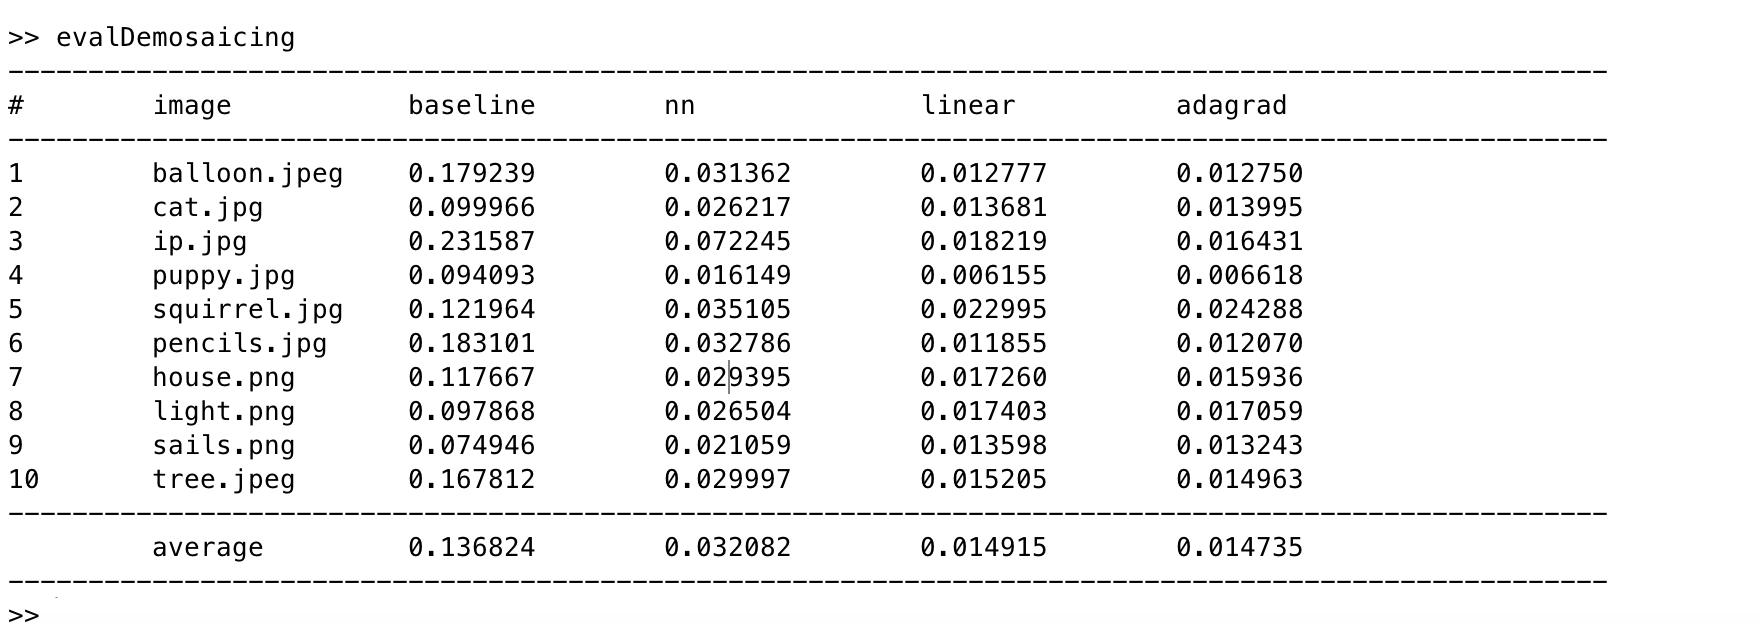 >> evalDemosaicing
----------------------------------------------------------------------------------------------------
# image baseline nn linear adagrad
----------------------------------------------------------------------------------------------------
1 balloon.jpeg 0.179239 0.031362 0.012777 0.012750
2 cat.jpg 0.099966 0.026217 0.013681 0.013995
3 ip.jpg 0.231587 0.072245 0.018219 0.016431
4 puppy.jpg 0.094093 0.016149 0.006155 0.006618
5 squirrel.jpg 0.121964 0.035105 0.022995 0.024288
6 pencils.jpg 0.183101 0.032786 0.011855 0.012070
7 house.png 0.117667 0.029395 0.017260 0.015936
8 light.png 0.097868 0.026504 0.017403 0.017059
9 sails.png 0.074946 0.021059 0.013598 0.013243
10 tree.jpeg 0.167812 0.029997 0.015205 0.014963
----------------------------------------------------------------------------------------------------
average 0.136824 0.032082 0.014915 0.014735
----------------------------------------------------------------------------------------------------
>>